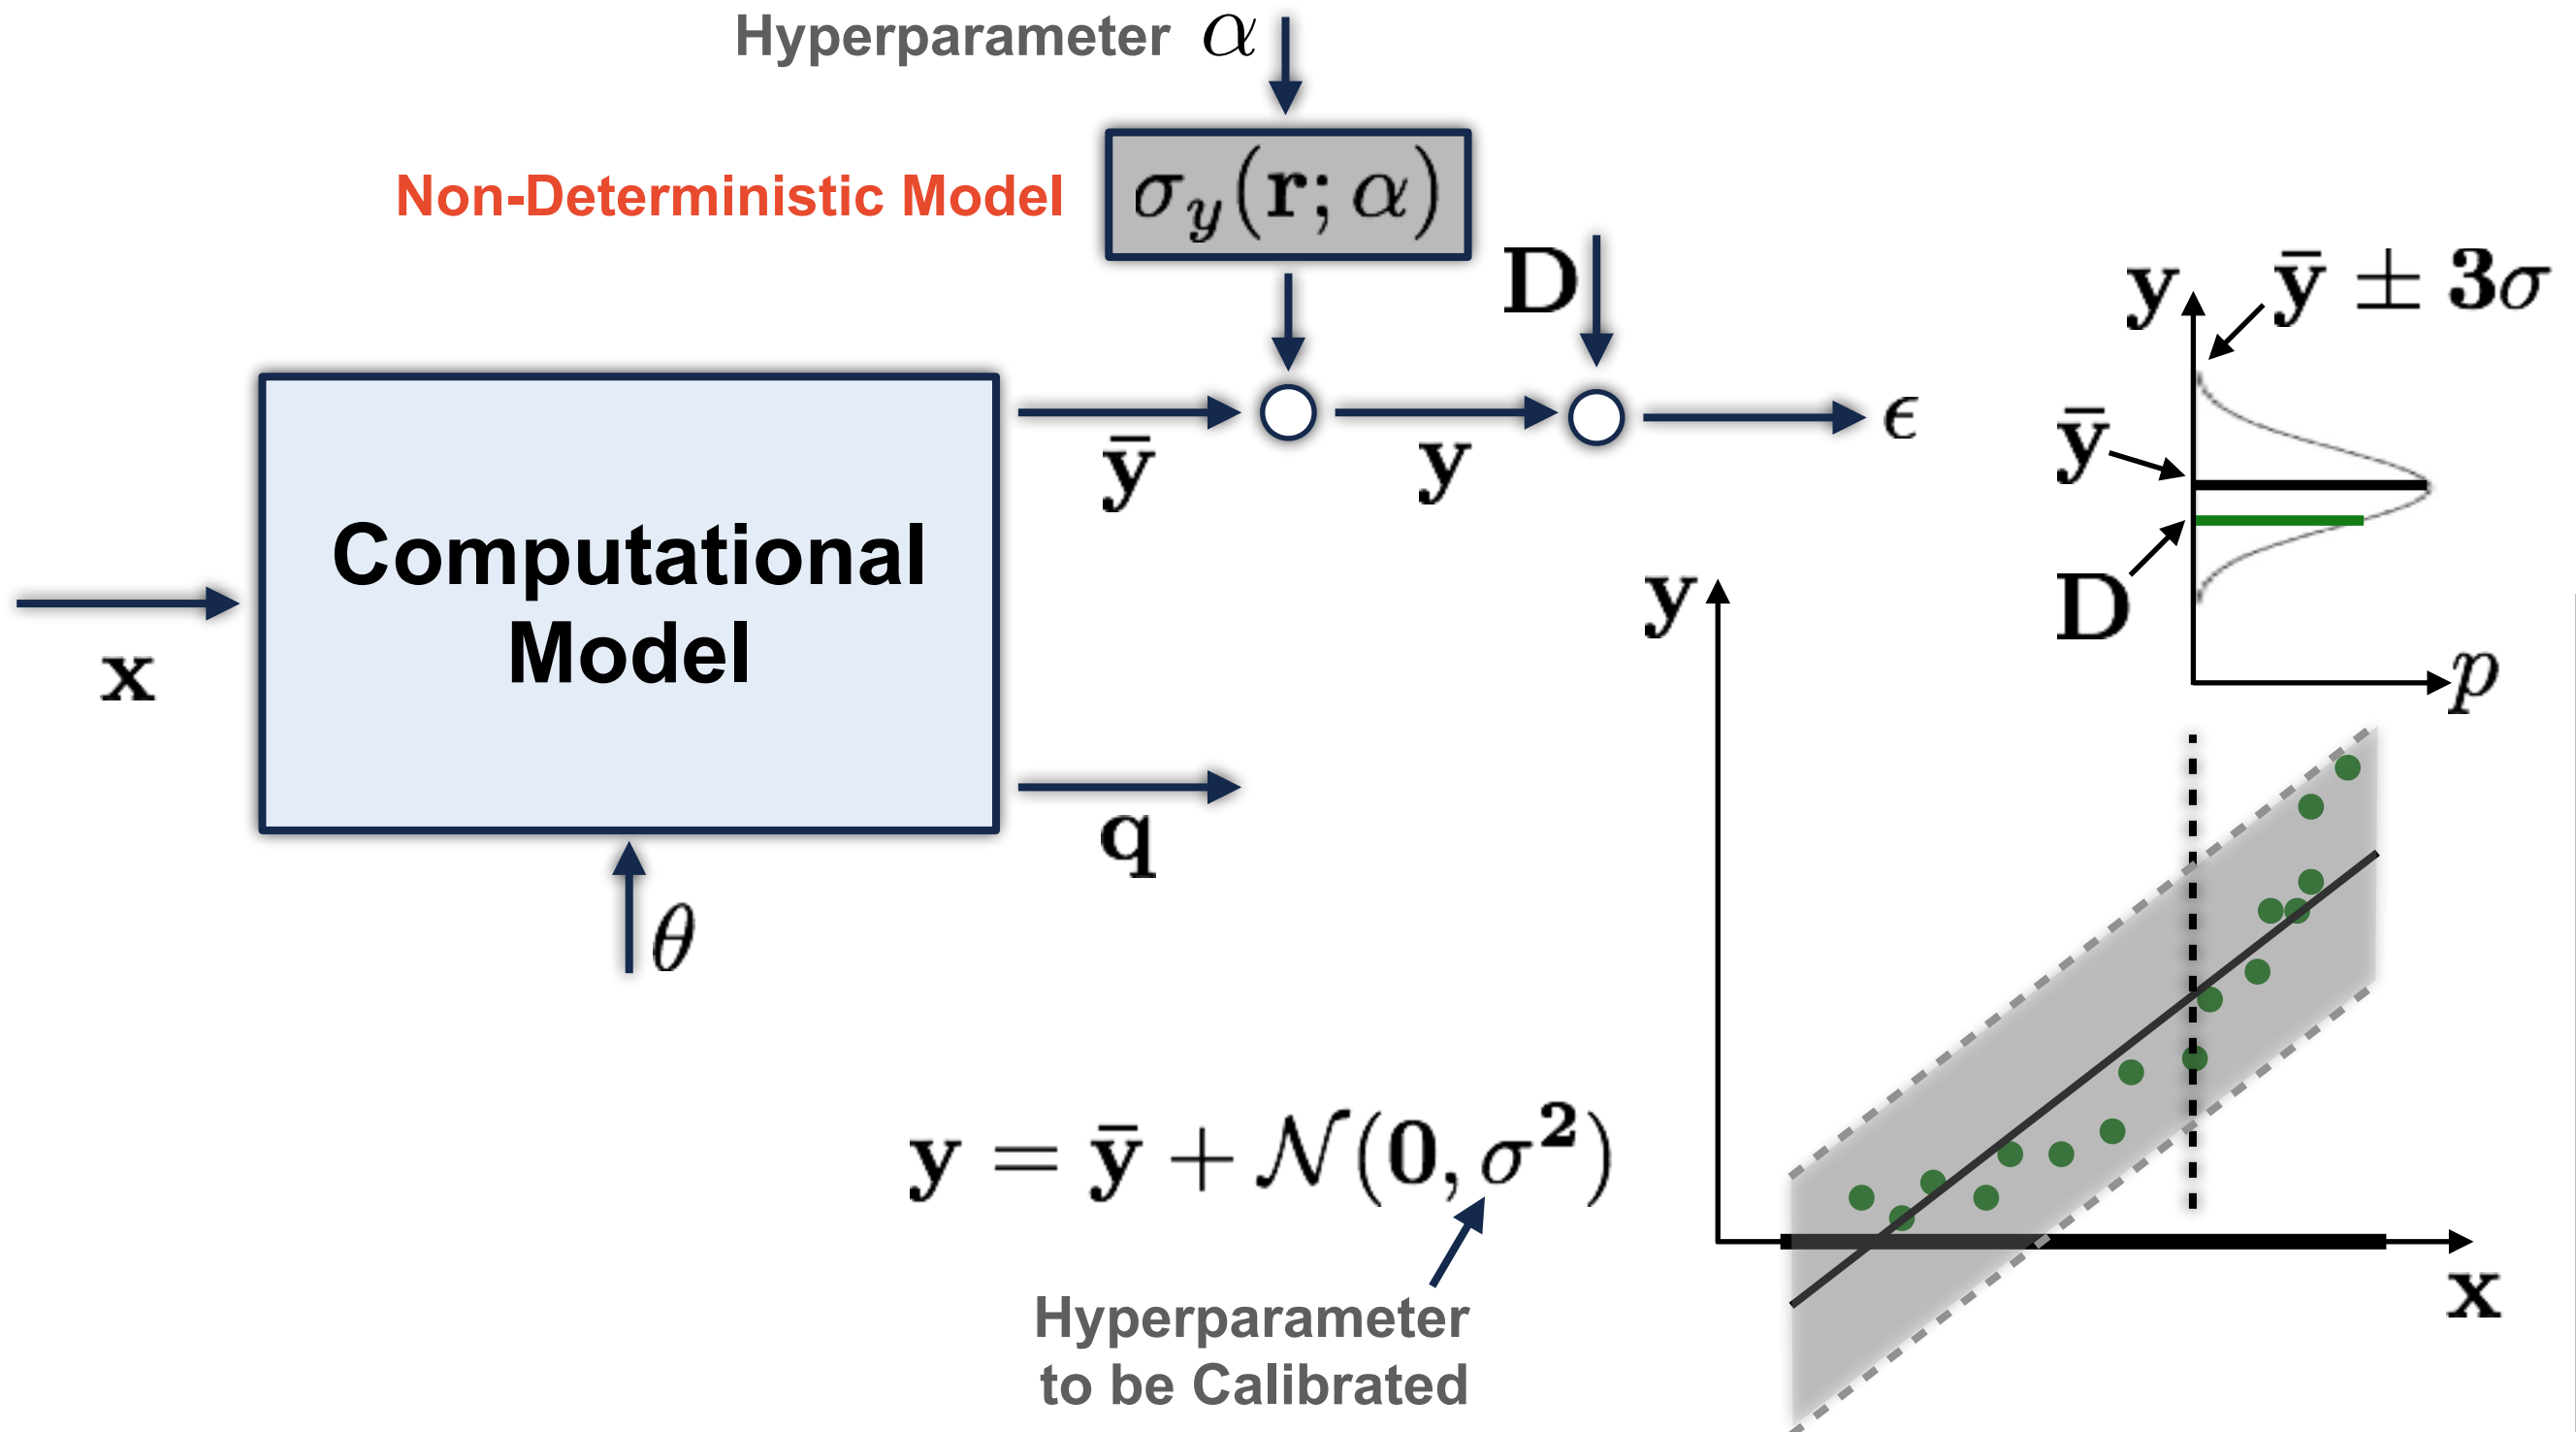 Hyperparameter α
Non-Deterministic Model
σ_y(r; α)
D
ȳ
y
ϵ
Computational
Model
x
q
θ
y = ȳ + 𝒩(0, σ²)
Hyperparameter
to be Calibrated
y
ȳ ± 3σ
ȳ
D
p
y
x